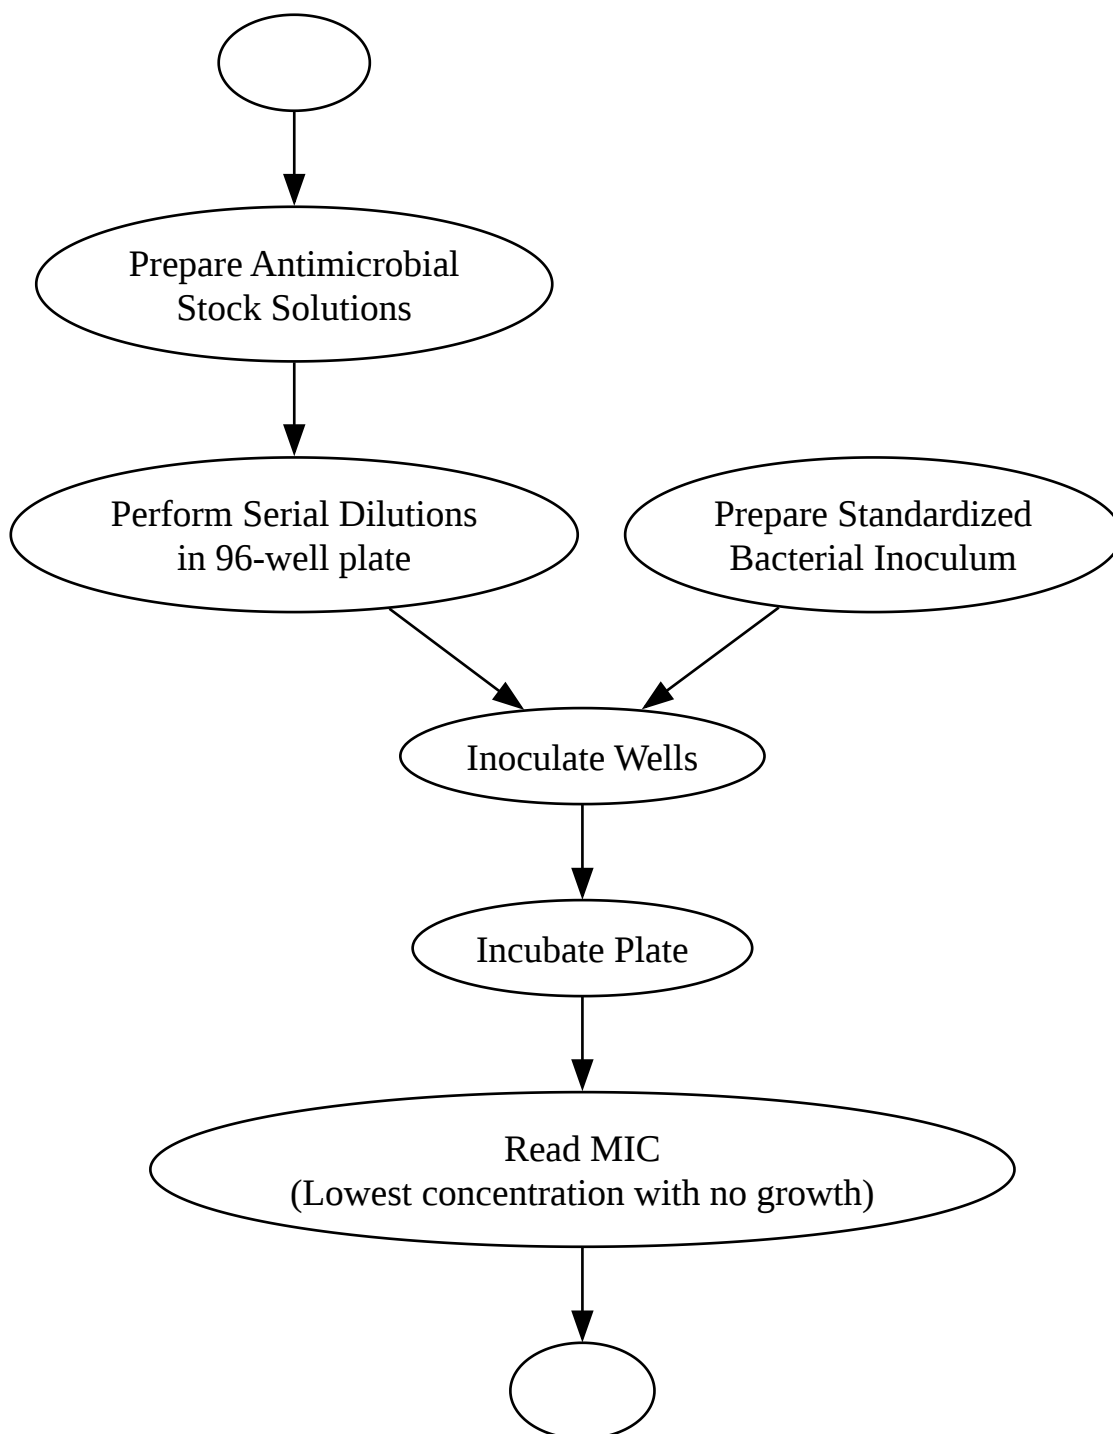 Prepare Antimicrobial
Stock Solutions
Perform Serial Dilutions
in 96-well plate
Prepare Standardized
Bacterial Inoculum
Inoculate Wells
Incubate Plate
Read MIC
(Lowest concentration with no growth)